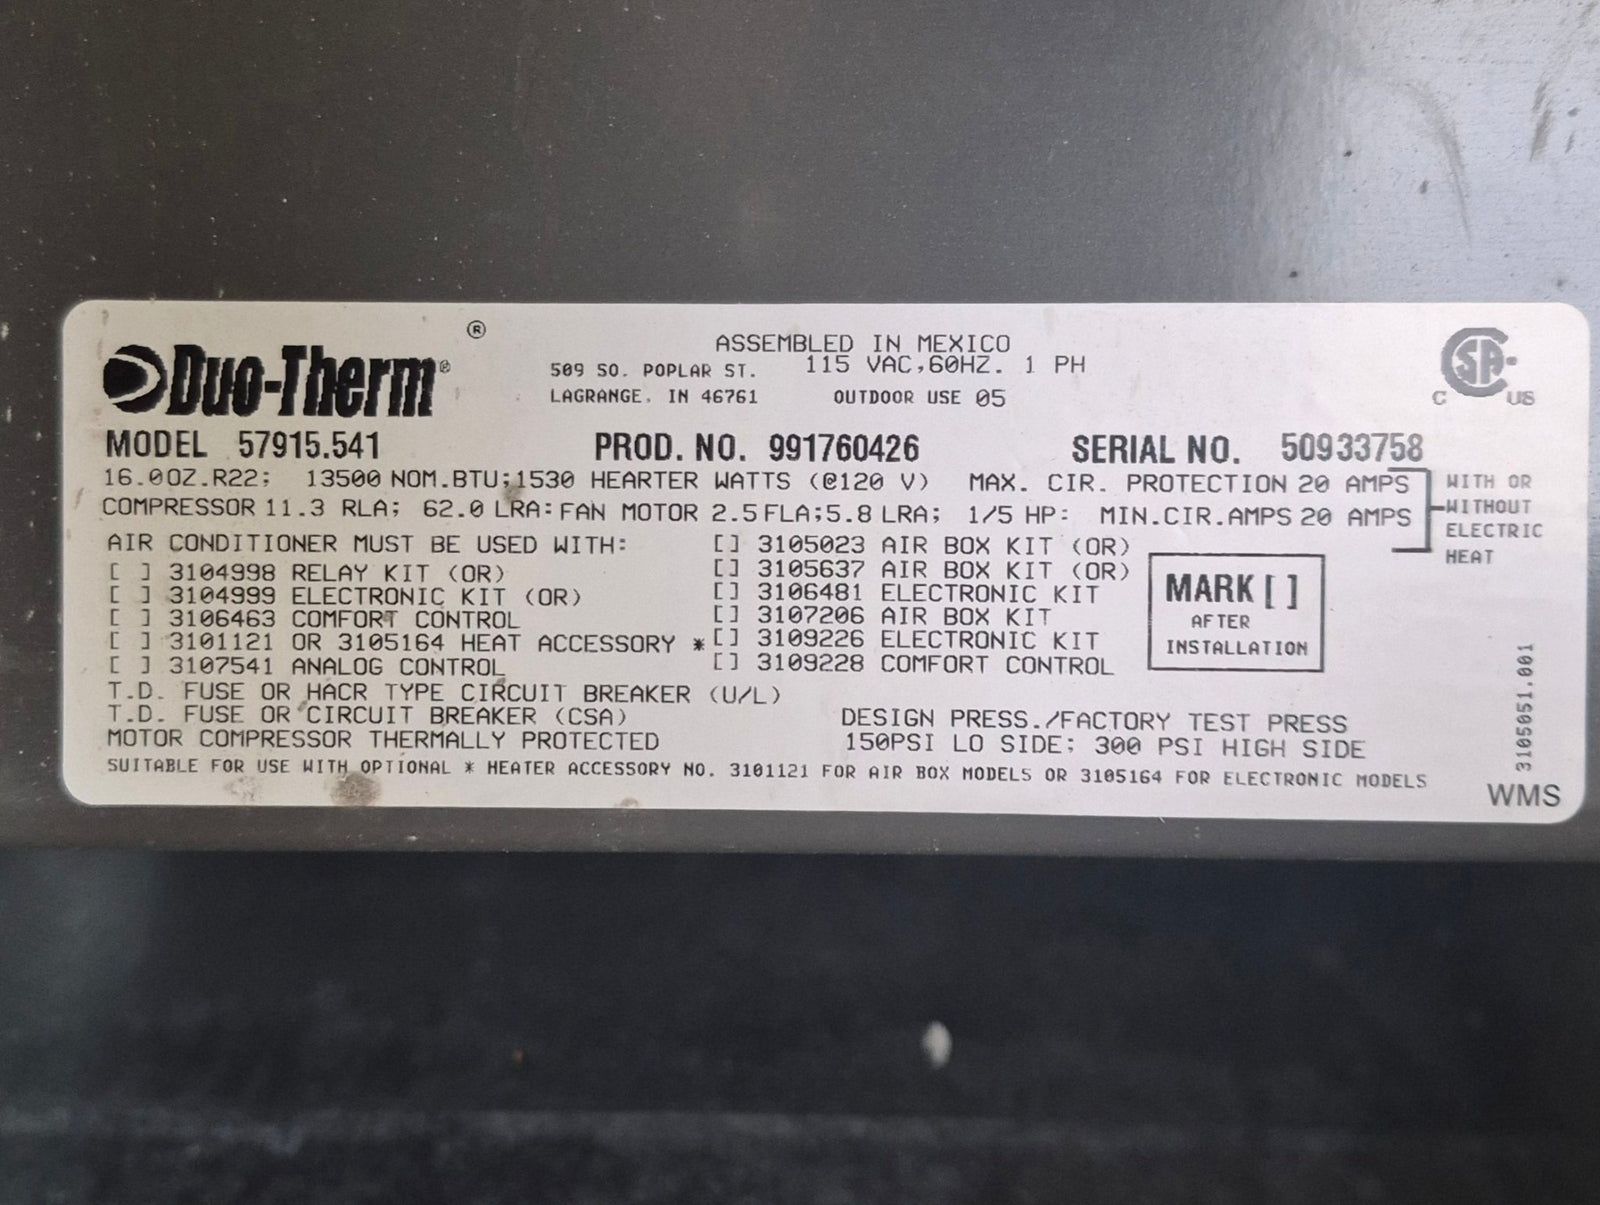 ®
Duo-Therm®
ASSEMBLED IN MEXICO
509 SO. POPLAR ST. 115 VAC,60HZ. 1 PH
LAGRANGE, IN 46761 OUTDOOR USE 05
CSA® C US
MODEL 57915.541 PROD. NO. 991760426 SERIAL NO. 50933758
16.0OZ.R22; 13500 NOM.BTU;1530 HEARTER WATTS (@120 V) MAX. CIR. PROTECTION 20 AMPS
COMPRESSOR 11.3 RLA; 62.0 LRA: FAN MOTOR 2.5 FLA;5.8 LRA; 1/5 HP: MIN.CIR.AMPS 20 AMPS
WITH OR
WITHOUT
ELECTRIC
HEAT
AIR CONDITIONER MUST BE USED WITH:
[ ] 3104998 RELAY KIT (OR)
[ ] 3104999 ELECTRONIC KIT (OR)
[ ] 3106463 COMFORT CONTROL
[ ] 3101121 OR 3105164 HEAT ACCESSORY *
[ ] 3107541 ANALOG CONTROL
[] 3105023 AIR BOX KIT (OR)
[] 3105637 AIR BOX KIT (OR)
[] 3106481 ELECTRONIC KIT
[] 3107206 AIR BOX KIT
[] 3109226 ELECTRONIC KIT
[] 3109228 COMFORT CONTROL
MARK [ ]
AFTER
INSTALLATION
T.D. FUSE OR HACR TYPE CIRCUIT BREAKER (U/L)
T.D. FUSE OR CIRCUIT BREAKER (CSA)
MOTOR COMPRESSOR THERMALLY PROTECTED
DESIGN PRESS./FACTORY TEST PRESS
150PSI LO SIDE; 300 PSI HIGH SIDE
SUITABLE FOR USE WITH OPTIONAL * HEATER ACCESSORY NO. 3101121 FOR AIR BOX MODELS OR 3105164 FOR ELECTRONIC MODELS
3105051.001
WMS